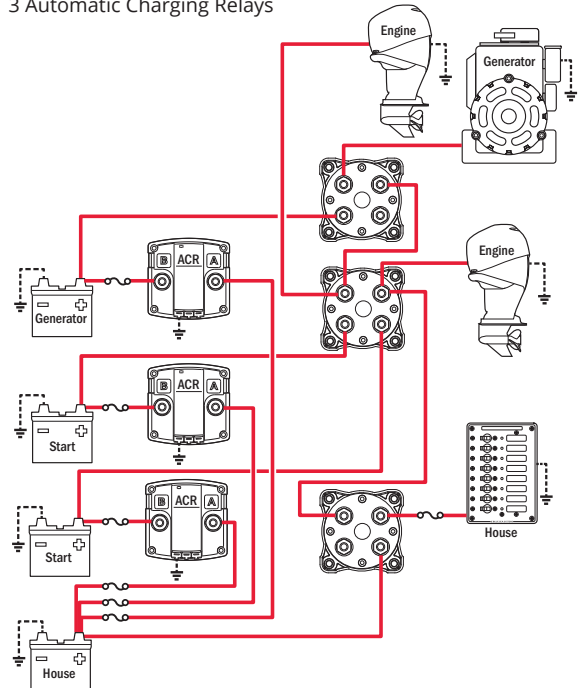 3 Automatic Charging Relays
Engine
Generator
B ACR A
Generator
Engine
B ACR A
Start
B ACR A
Start
House
House